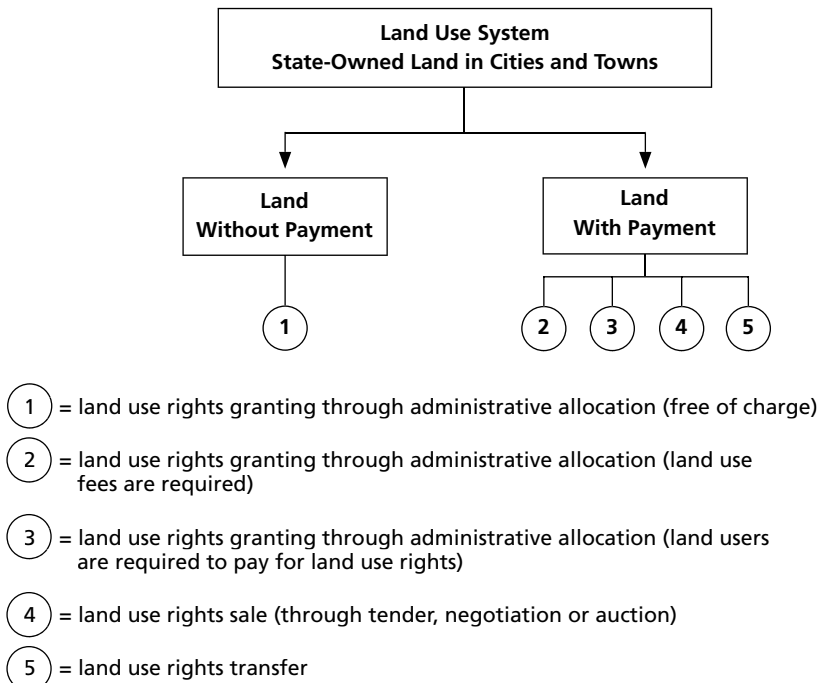 Land Use System
State-Owned Land in Cities and Towns
Land
Without Payment
Land
With Payment
1
2 3 4 5
1 = land use rights granting through administrative allocation (free of charge)
2 = land use rights granting through administrative allocation (land use
fees are required)
3 = land use rights granting through administrative allocation (land users
are required to pay for land use rights)
4 = land use rights sale (through tender, negotiation or auction)
5 = land use rights transfer